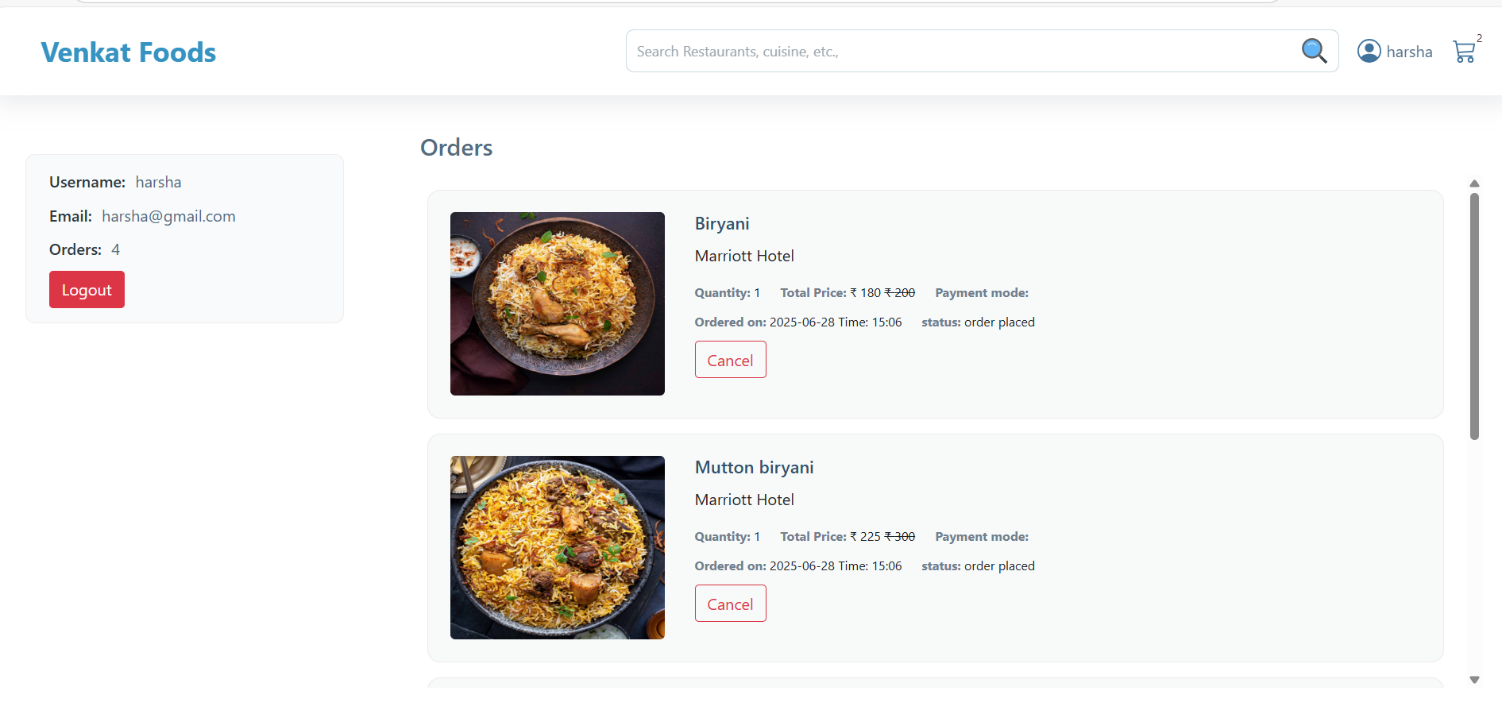 Venkat Foods
Search Restaurants, cuisine, etc.,
harsha
2
Username: harsha
Email: harsha@gmail.com
Orders: 4
Logout
Orders
Biryani
Marriott Hotel
Quantity: 1 Total Price: ₹ 180 ₹ 200 Payment mode:
Ordered on: 2025-06-28 Time: 15:06 status: order placed
Cancel
Mutton biryani
Marriott Hotel
Quantity: 1 Total Price: ₹ 225 ₹ 300 Payment mode:
Ordered on: 2025-06-28 Time: 15:06 status: order placed
Cancel